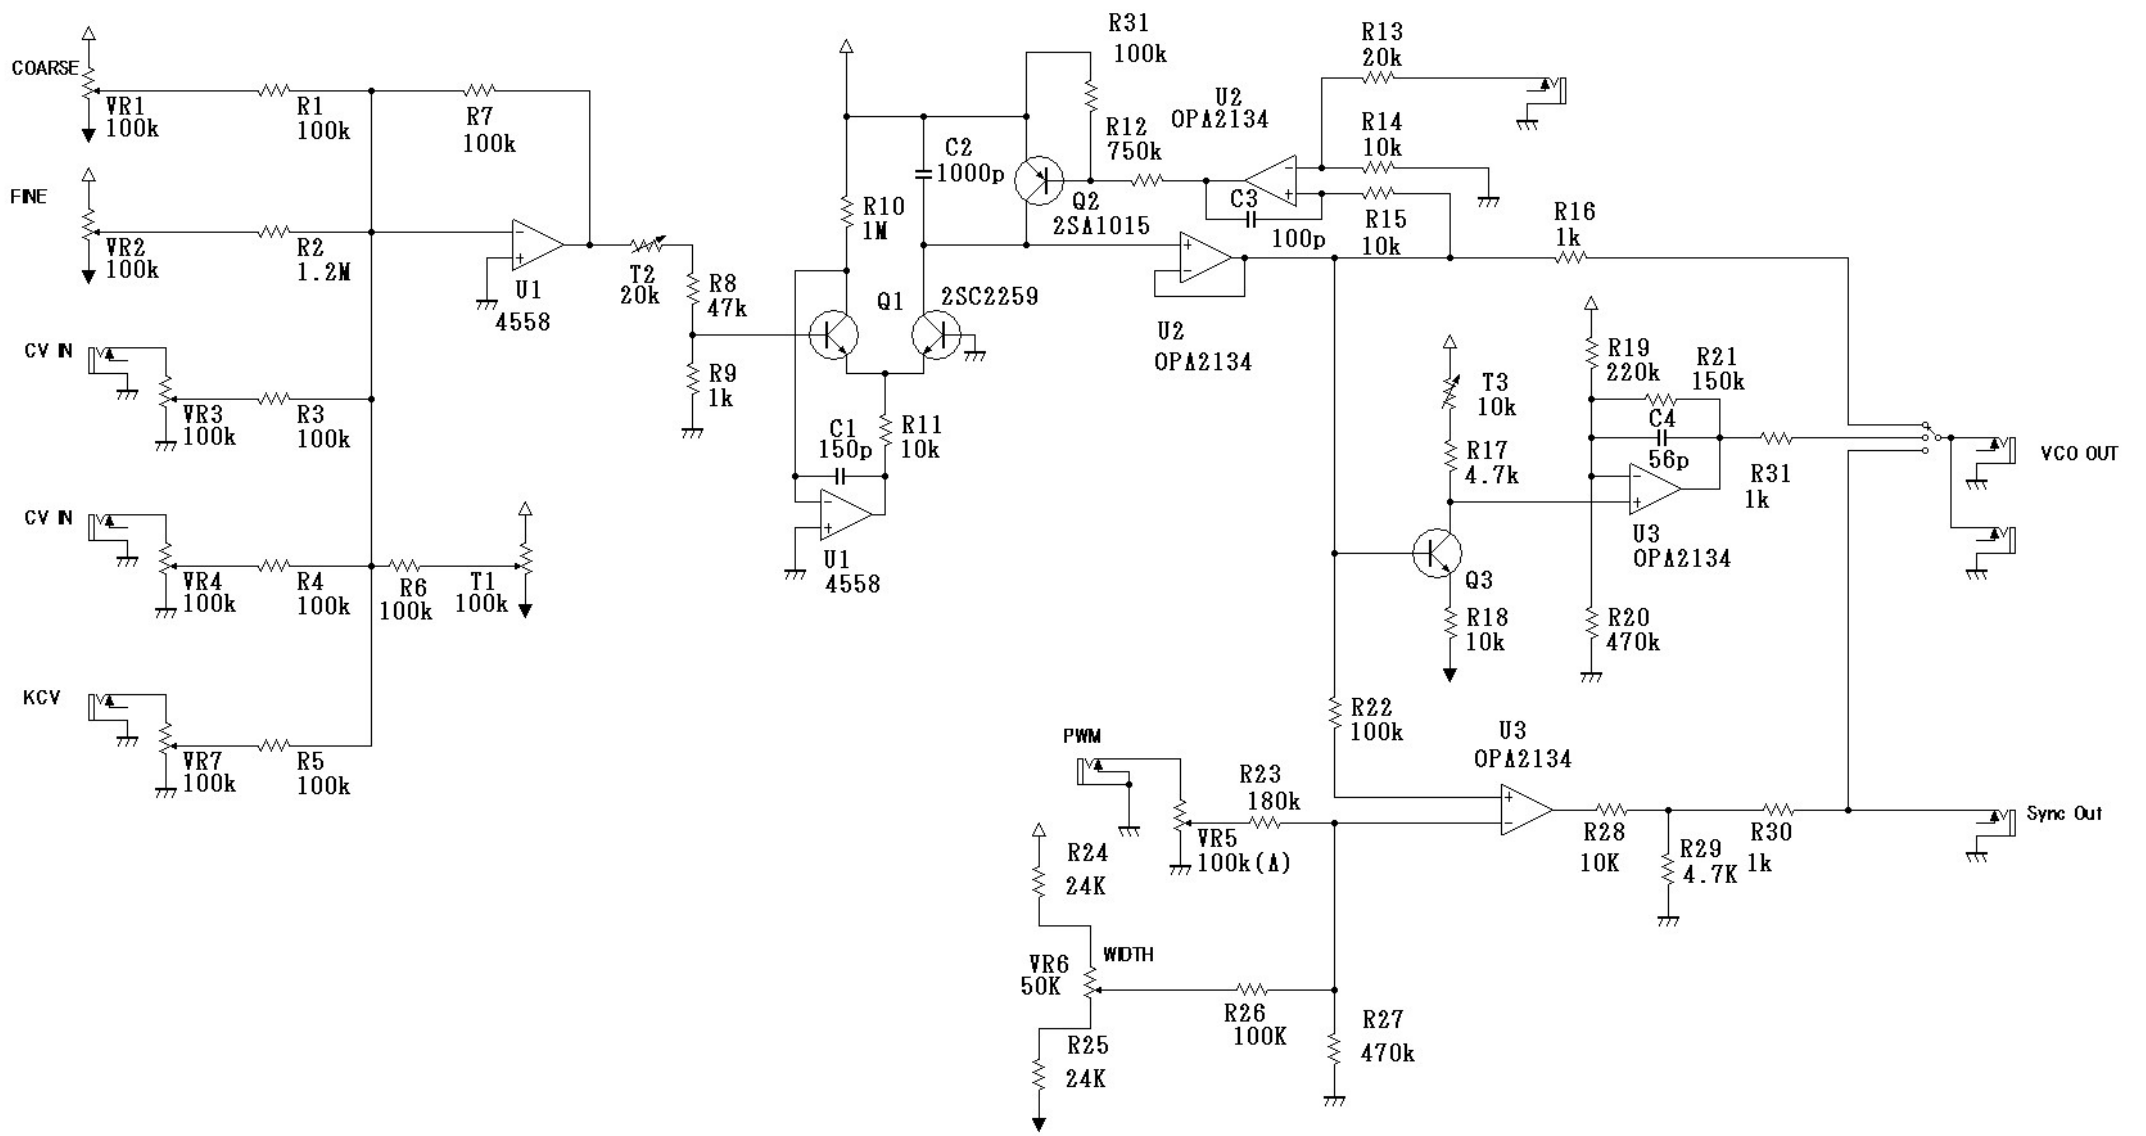 COARSE
VR1
100k
R1
100k
R7
100k
FINE
VR2
100k
R2
1.2M
U1
4558
CV IN
VR3
100k
R3
100k
CV IN
VR4
100k
R4
100k
R6
100k
T1
100k
KCV
VR7
100k
R5
100k
T2
20k
R8
47k
R9
1k
R10
1M
C2
1000p
Q1
2SC2259
C1
150p
R11
10k
U1
4558
R31
100k
R12
750k
Q2
2SA1015
U2
OPA2134
C3
100p
R13
20k
R14
10k
R15
10k
U2
OPA2134
R16
1k
T3
10k
R17
4.7k
Q3
R18
10k
R19
220k
R21
150k
C4
56p
U3
OPA2134
R20
470k
R31
1k
VCO OUT
R22
100k
PWM
VR5
100k(A)
R23
180k
U3
OPA2134
R28
10K
R29
4.7K
R30
1k
Sync Out
R24
24K
WIDTH
VR6
50K
R25
24K
R26
100K
R27
470k